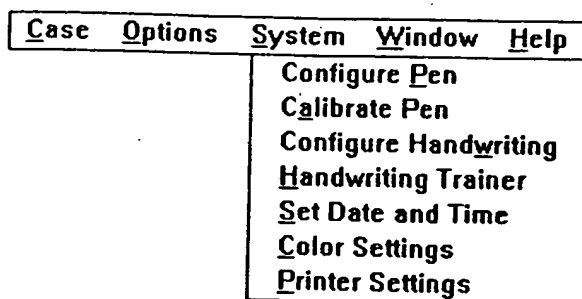 Case Options System Window Help
Configure Pen
Calibrate Pen
Configure Handwriting
Handwriting Trainer
Set Date and Time
Color Settings
Printer Settings